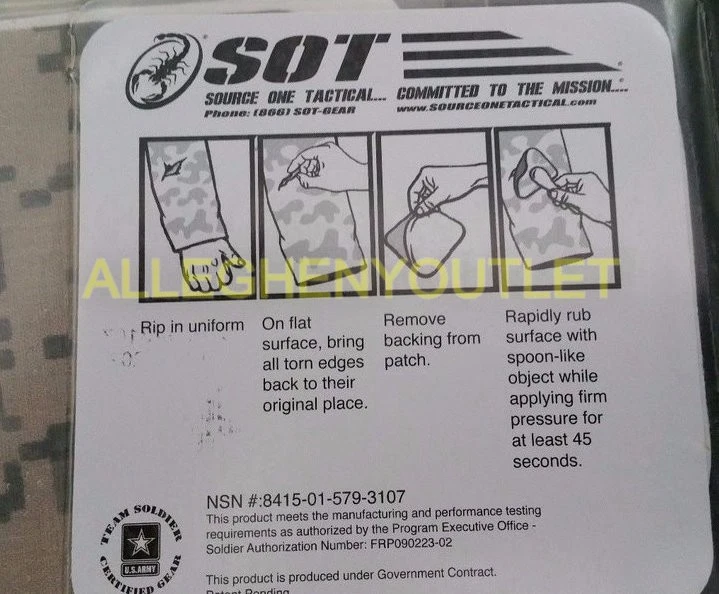 SOT
SOURCE ONE TACTICAL... COMMITTED TO THE MISSION....
Phone: (866) SOT-GEAR www.SOURCEONETACTICAL.com
ALLEGHENYOUTLET
Rip in uniform
On flat
surface, bring
all torn edges
back to their
original place.
Remove
backing from
patch.
Rapidly rub
surface with
spoon-like
object while
applying firm
pressure for
at least 45
seconds.
TEAM SOLDIER
U.S.ARMY
CERTIFIED GEAR
NSN #:8415-01-579-3107
This product meets the manufacturing and performance testing
requirements as authorized by the Program Executive Office -
Soldier Authorization Number: FRP090223-02
This product is produced under Government Contract.
Patent Pending